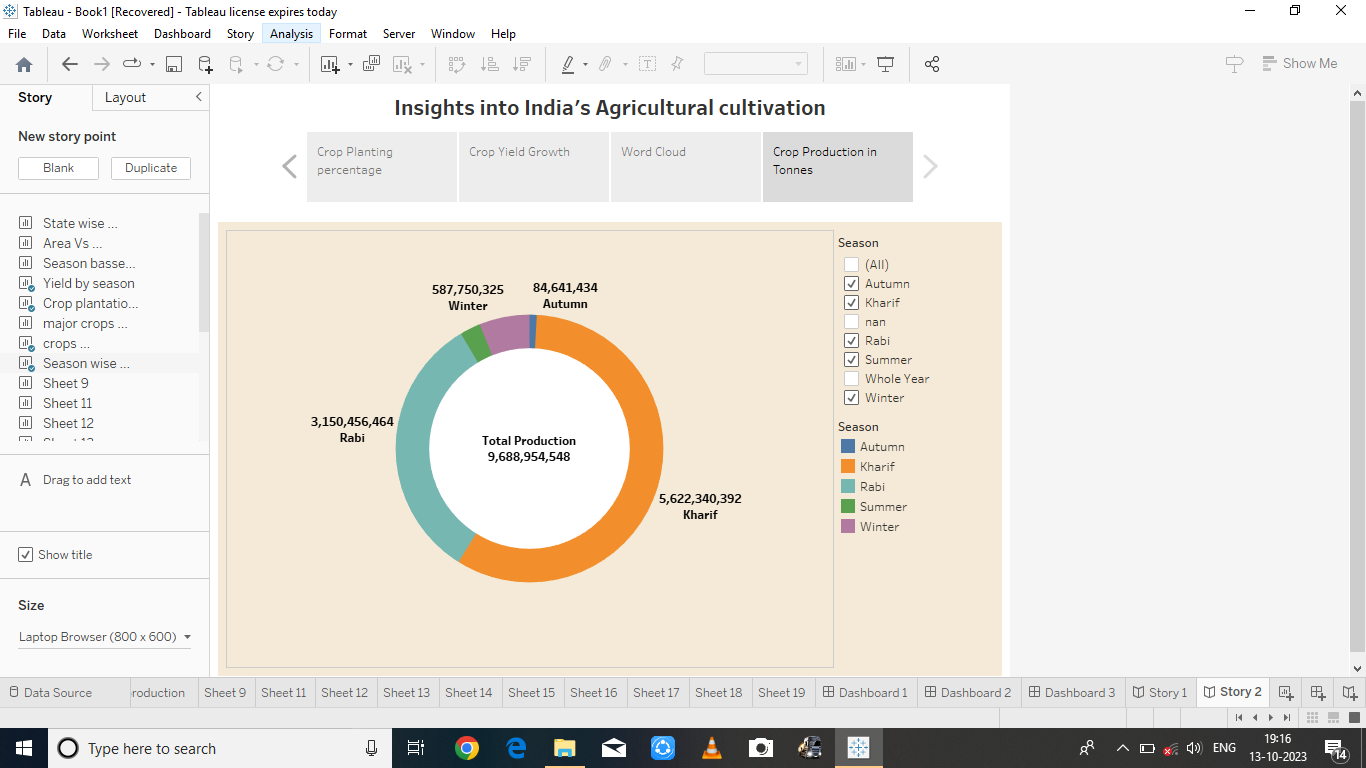 Tableau - Book1 [Recovered] - Tableau license expires today
File Data Worksheet Dashboard Story Analysis Format Server Window Help
Show Me
Story Layout
New story point
Blank Duplicate
State wise ...
Area Vs ...
Season basse...
Yield by season
Crop plantatio...
major crops ...
crops ...
Season wise ...
Sheet 9
Sheet 11
Sheet 12
A Drag to add text
Show title
Size
Laptop Browser (800 x 600)
Insights into India’s Agricultural cultivation
Crop Planting
percentage
Crop Yield Growth
Word Cloud
Crop Production in
Tonnes
587,750,325
Winter
84,641,434
Autumn
3,150,456,464
Rabi
Total Production
9,688,954,548
5,622,340,392
Kharif
Season
(All)
Autumn
Kharif
nan
Rabi
Summer
Whole Year
Winter
Season
Autumn
Kharif
Rabi
Summer
Winter
Data Source roduction Sheet 9 Sheet 11 Sheet 12 Sheet 13 Sheet 14 Sheet 15 Sheet 16 Sheet 17 Sheet 18 Sheet 19 Dashboard 1 Dashboard 2 Dashboard 3 Story 1 Story 2
Type here to search
ENG
19:16
13-10-2023
14